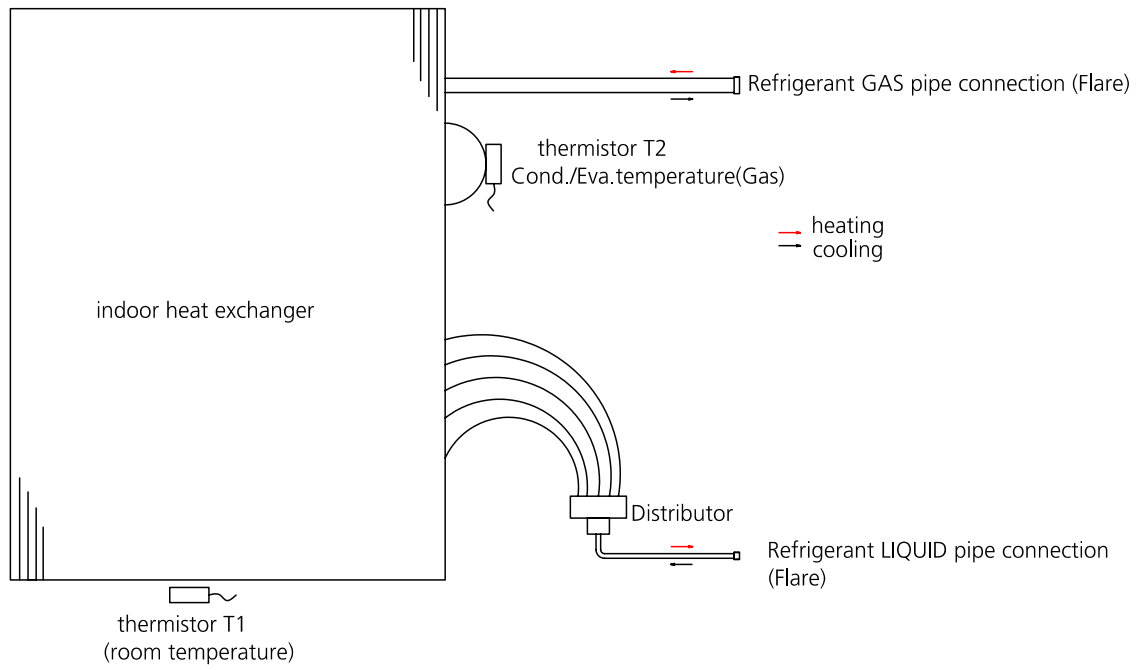 Refrigerant GAS pipe connection (Flare)
thermistor T2
Cond./Eva.temperature(Gas)
heating
cooling
indoor heat exchanger
Distributor
Refrigerant LIQUID pipe connection
(Flare)
thermistor T1
(room temperature)